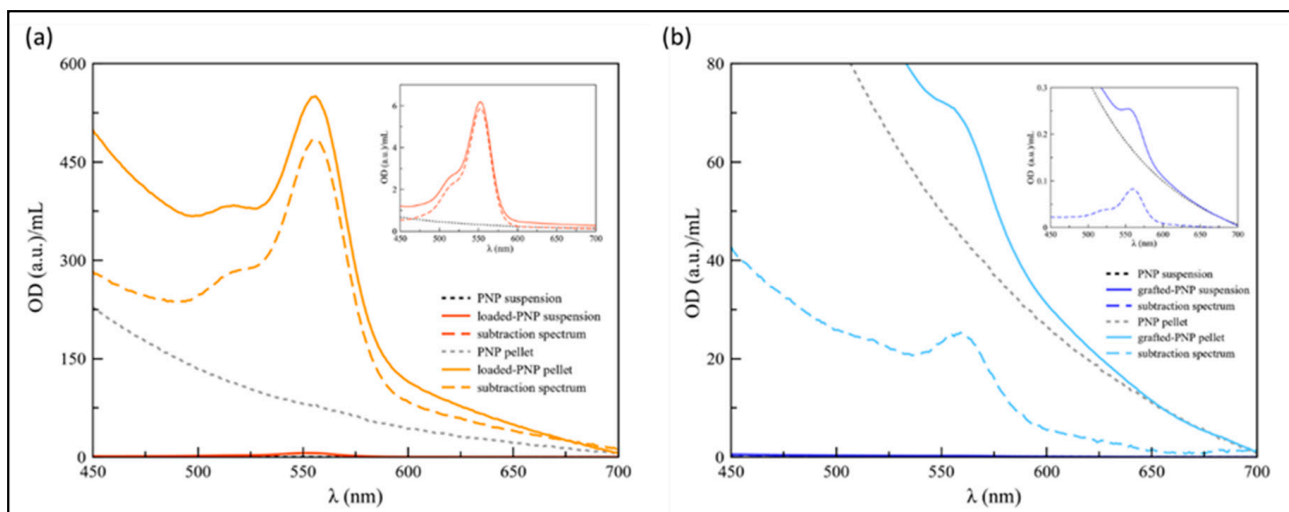 (a)
600
450
300
150
0
OD (a.u.)/mL
450 500 550 600 650 700
λ (nm)
6
4
2
0
OD (a.u.)/mL
450 500 550 600 650 700
λ (nm)
PNP suspension
loaded-PNP suspension
subtraction spectrum
PNP pellet
loaded-PNP pellet
subtraction spectrum
(b)
80
60
40
20
0
OD (a.u.)/mL
450 500 550 600 650 700
λ (nm)
0.3
0.2
0.1
0
OD (a.u.)/mL
450 500 550 600 650 700
λ (nm)
PNP suspension
grafted-PNP suspension
subtraction spectrum
PNP pellet
grafted-PNP pellet
subtraction spectrum